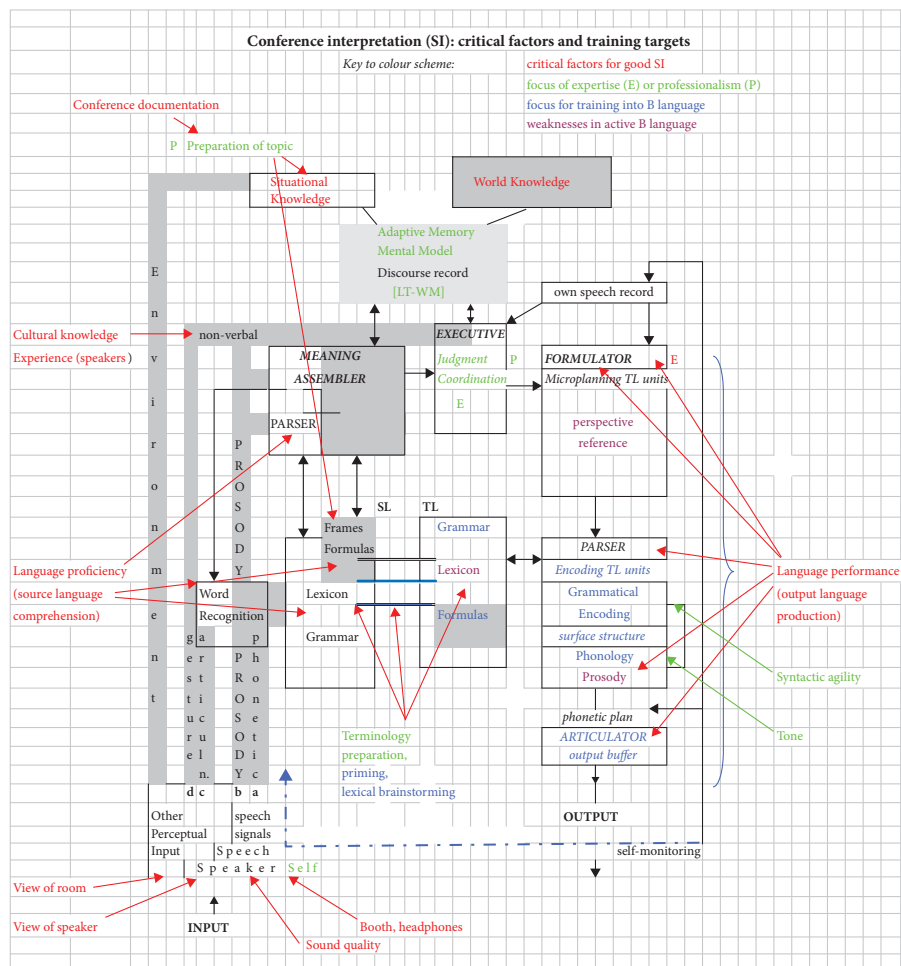 Conference interpretation (SI): critical factors and training targets
Key to colour scheme:
critical factors for good SI
focus of expertise (E) or professionalism (P)
focus for training into B language
weaknesses in active B language
Conference documentation
P Preparation of topic
Situational
Knowledge
World Knowledge
Adaptive Memory
Mental Model
Discourse record
[LT-WM]
Environment
own speech record
Cultural knowledge
Experience (speakers)
non-verbal
EXECUTIVE
Judgment
Coordination
P
E
MEANING
ASSEMBLER
PARSER
FORMULATOR
E
Microplanning TL units
perspective
reference
PROSODY
SL
TL
Frames
Formulas
Lexicon
Grammar
Grammar
Lexicon
Formulas
PARSER
Encoding TL units
Grammatical
Encoding
surface structure
Phonology
Prosody
Language proficiency
(source language
comprehension)
Word
Recognition
Language performance
(output language
production)
gesture
articuln.
PROSODY
phonetic
d c b a
Syntactic agility
Tone
phonetic plan
ARTICULATOR
output buffer
Terminology
preparation,
priming,
lexical brainstorming
OUTPUT
self-monitoring
Other
Perceptual
Input
speech
signals
Speech
Speaker Self
View of room
View of speaker
INPUT
Booth, headphones
Sound quality